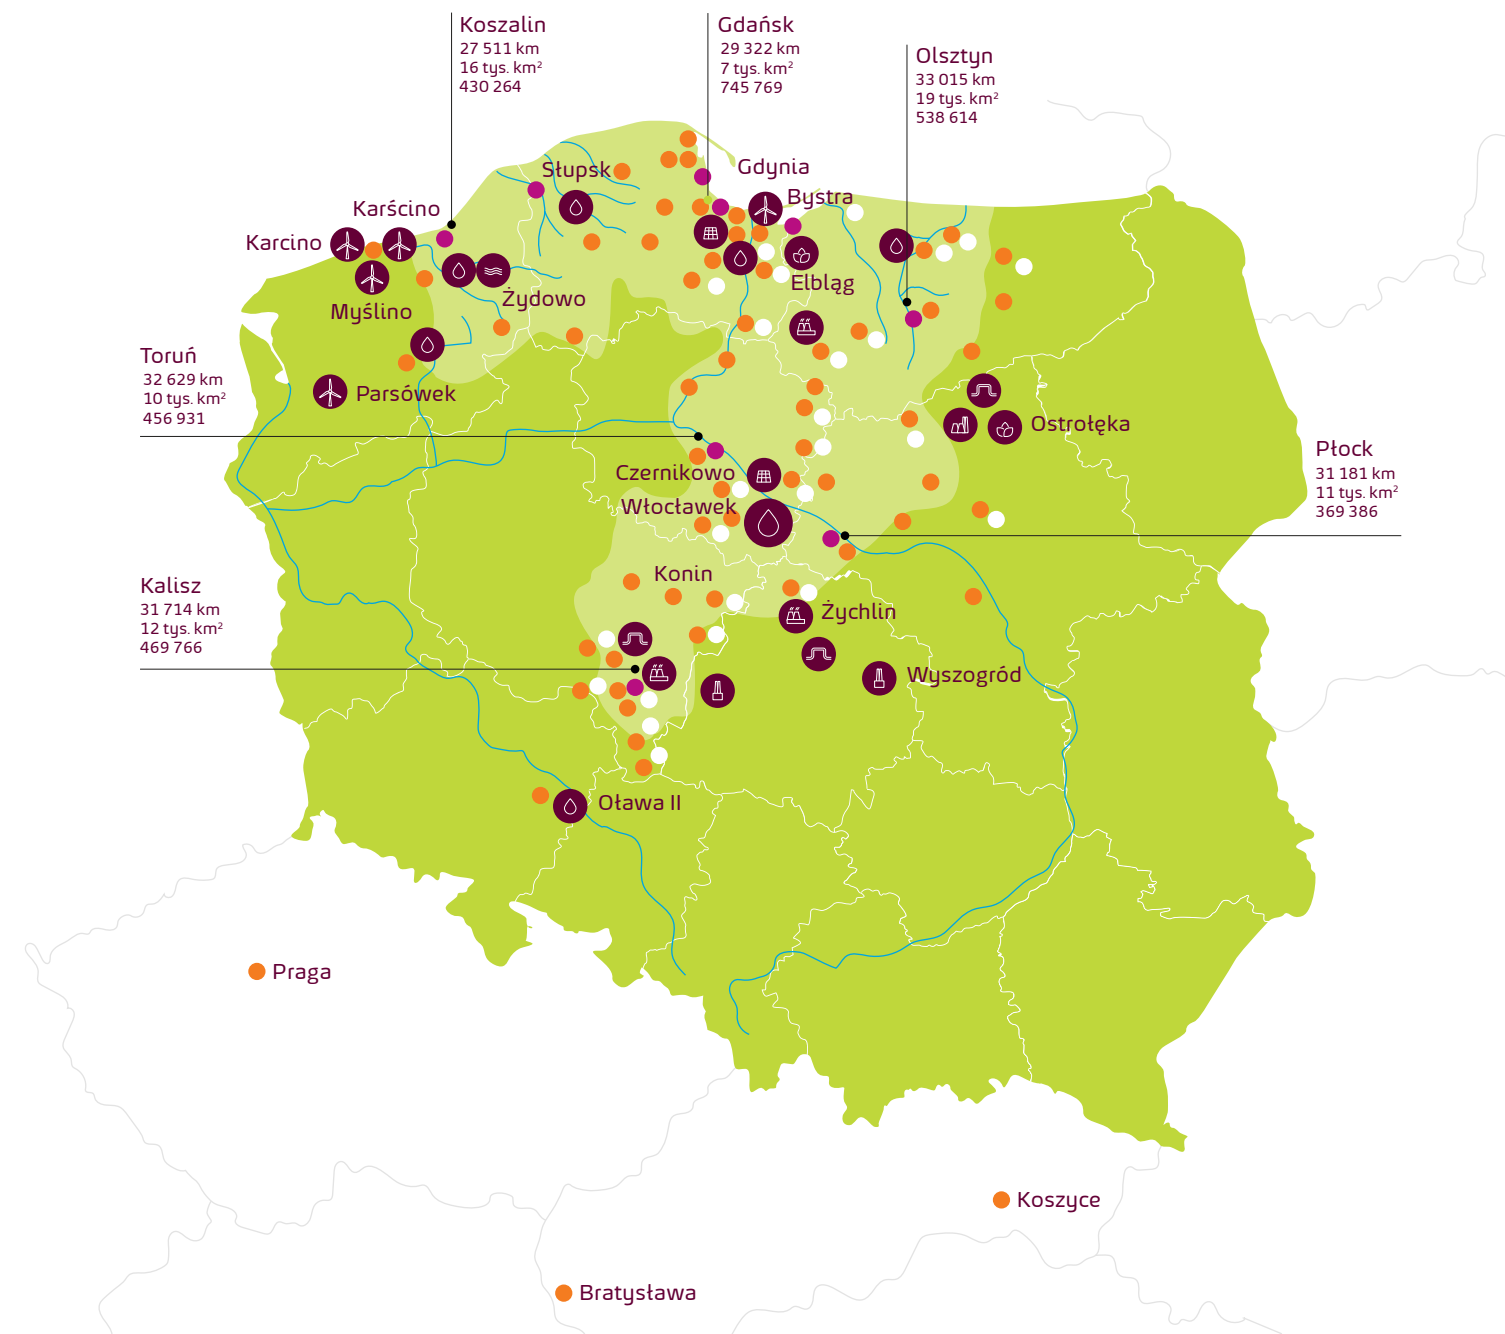 Koszalin
27 511 km
16 tys. km²
430 264
Gdańsk
29 322 km
7 tys. km²
745 769
Olsztyn
33 015 km
19 tys. km²
538 614
Słupsk
Gdynia
Bystra
Karścino
Karcino
Elbląg
Żydowo
Myślino
Toruń
32 629 km
10 tys. km²
456 931
Parsówek
Ostrołęka
Płock
31 181 km
11 tys. km²
369 386
Czernikowo
Włocławek
Konin
Kalisz
31 714 km
12 tys. km²
469 766
Żychlin
Wyszogród
Oława II
Praga
Koszyce
Bratysława